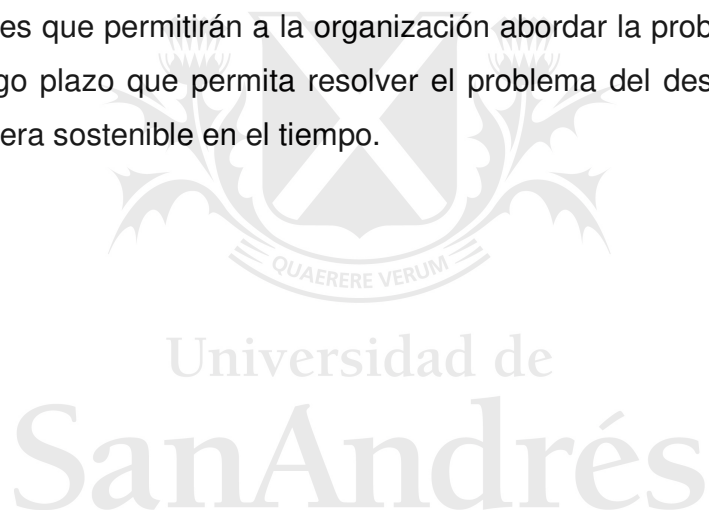 es que permitirán a la organización abordar la prob
go plazo que permita resolver el problema del des
era sostenible en el tiempo.
QUAERERE VERUM
Universidad de
SanAndrés